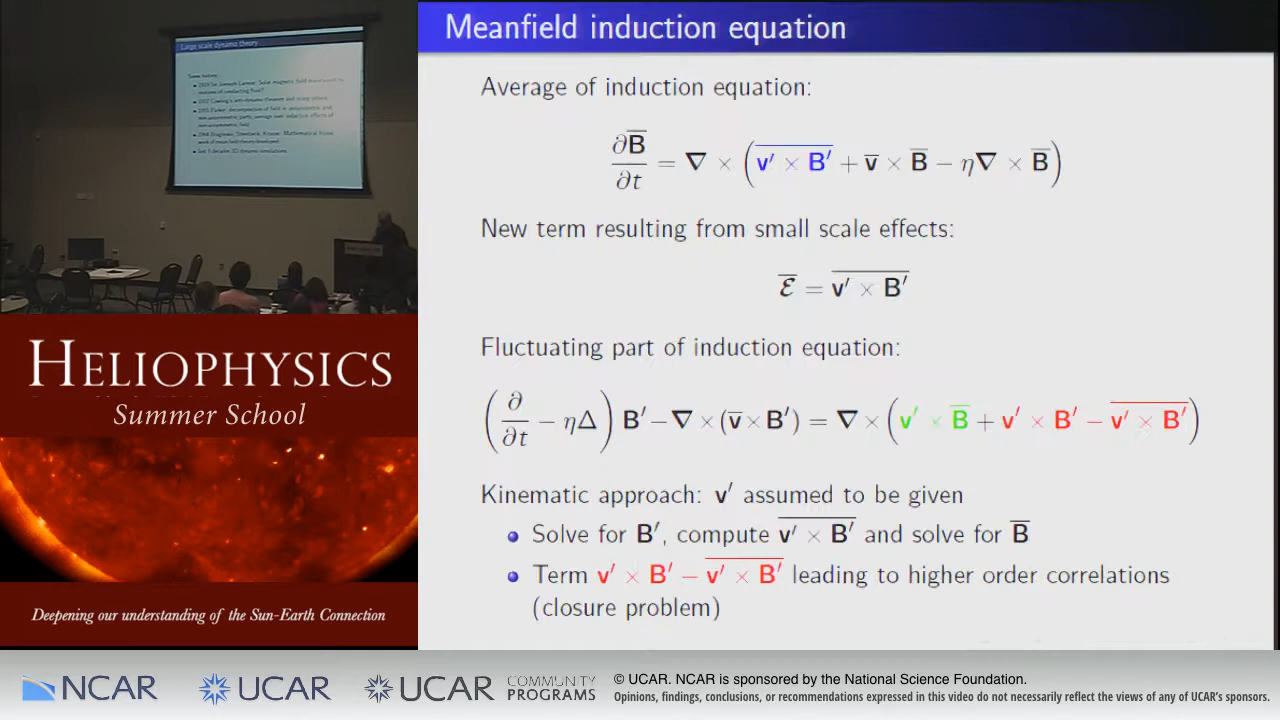 Large scale dynamo theory
HELIOPHYSICS
Summer School
Deepening our understanding of the Sun-Earth Connection
Meanfield induction equation
Average of induction equation:
∂B̅/∂t = ∇ × (v′ × B′‾ + v̅ × B̅ − η∇ × B̅)
New term resulting from small scale effects:
ℰ̅ = v′ × B′‾
Fluctuating part of induction equation:
(∂/∂t − ηΔ) B′ − ∇ × (v̅ × B′) = ∇ × (v′ × B̅ + v′ × B′ − v′ × B′‾)
Kinematic approach: v′ assumed to be given
Solve for B′, compute v′ × B′‾ and solve for B̅
Term v′ × B′ − v′ × B′‾ leading to higher order correlations
(closure problem)
NCAR
UCAR
UCAR COMMUNITY PROGRAMS
© UCAR. NCAR is sponsored by the National Science Foundation.
Opinions, findings, conclusions, or recommendations expressed in this video do not necessarily reflect the views of any of UCAR's sponsors.